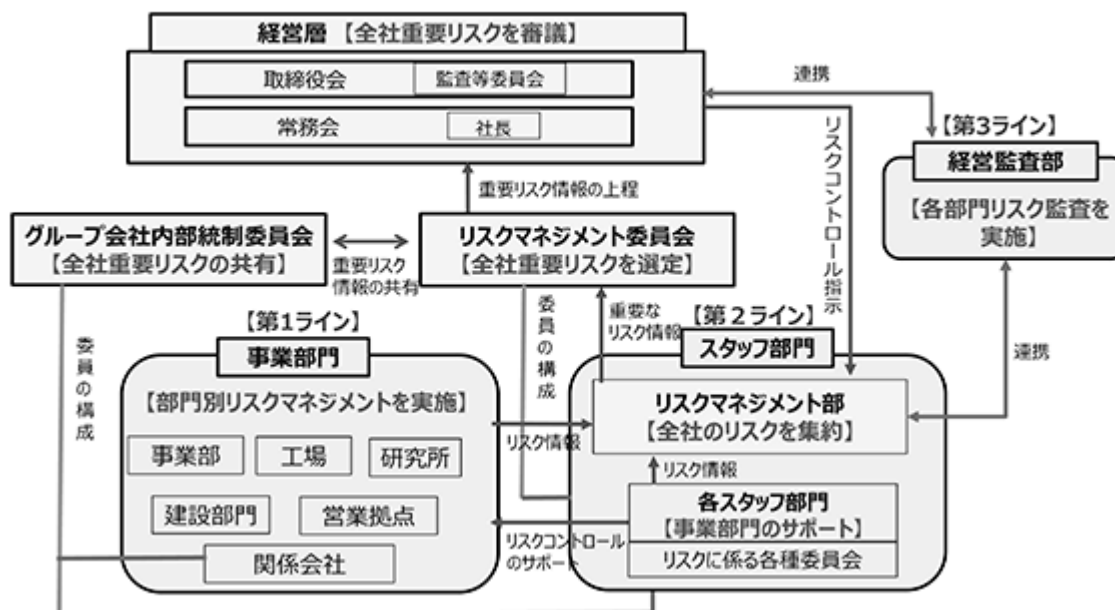 経営層 【全社重要リスクを審議】
取締役会
監査等委員会
常務会
社長
連携
【第3ライン】
経営監査部
【各部門リスク監査を
実施】
リスクコントロール指示
重要リスク情報の上程
グループ会社内部統制委員会
【全社重要リスクの共有】
重要リスク
情報の共有
リスクマネジメント委員会
【全社重要リスクを選定】
委員の構成
重要な
リスク情報
【第1ライン】
事業部門
【部門別リスクマネジメントを実施】
事業部
工場
研究所
建設部門
営業拠点
関係会社
委員の構成
【第2ライン】
スタッフ部門
リスクマネジメント部
【全社のリスクを集約】
連携
リスク情報
リスク情報
各スタッフ部門
【事業部門のサポート】
リスクに係る各種委員会
リスクコントロール
のサポート